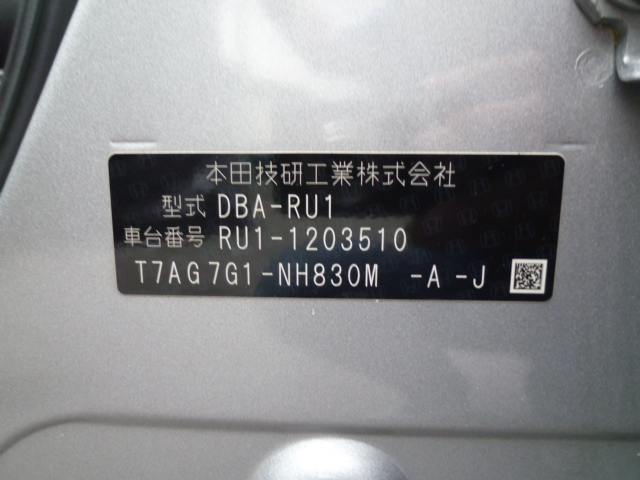 本田技研工業株式会社
型式 DBA-RU1
車台番号 RU1-1203510
T7AG7G1-NH830M -A -J